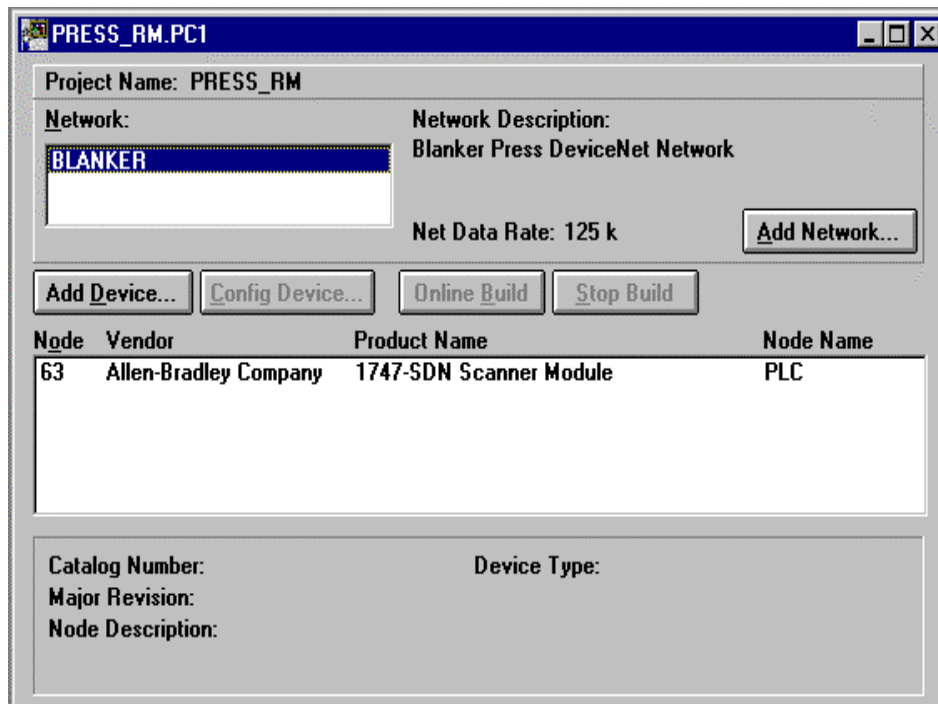 PRESS_RM.PC1
Project Name: PRESS_RM
Network:
BLANKER
Network Description:
Blanker Press DeviceNet Network
Net Data Rate: 125 k
Add Network...
Add Device... Config Device... Online Build Stop Build
Node Vendor Product Name Node Name
63 Allen-Bradley Company 1747-SDN Scanner Module PLC
Catalog Number: Device Type:
Major Revision:
Node Description: